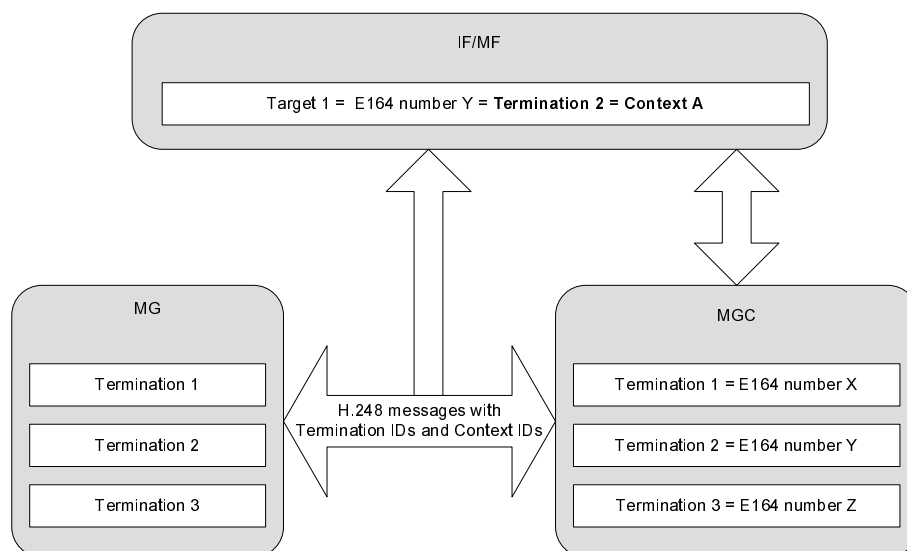 IF/MF
Target 1 = E164 number Y = Termination 2 = Context A
MG
Termination 1
Termination 2
Termination 3
H.248 messages with
Termination IDs and Context IDs
MGC
Termination 1 = E164 number X
Termination 2 = E164 number Y
Termination 3 = E164 number Z